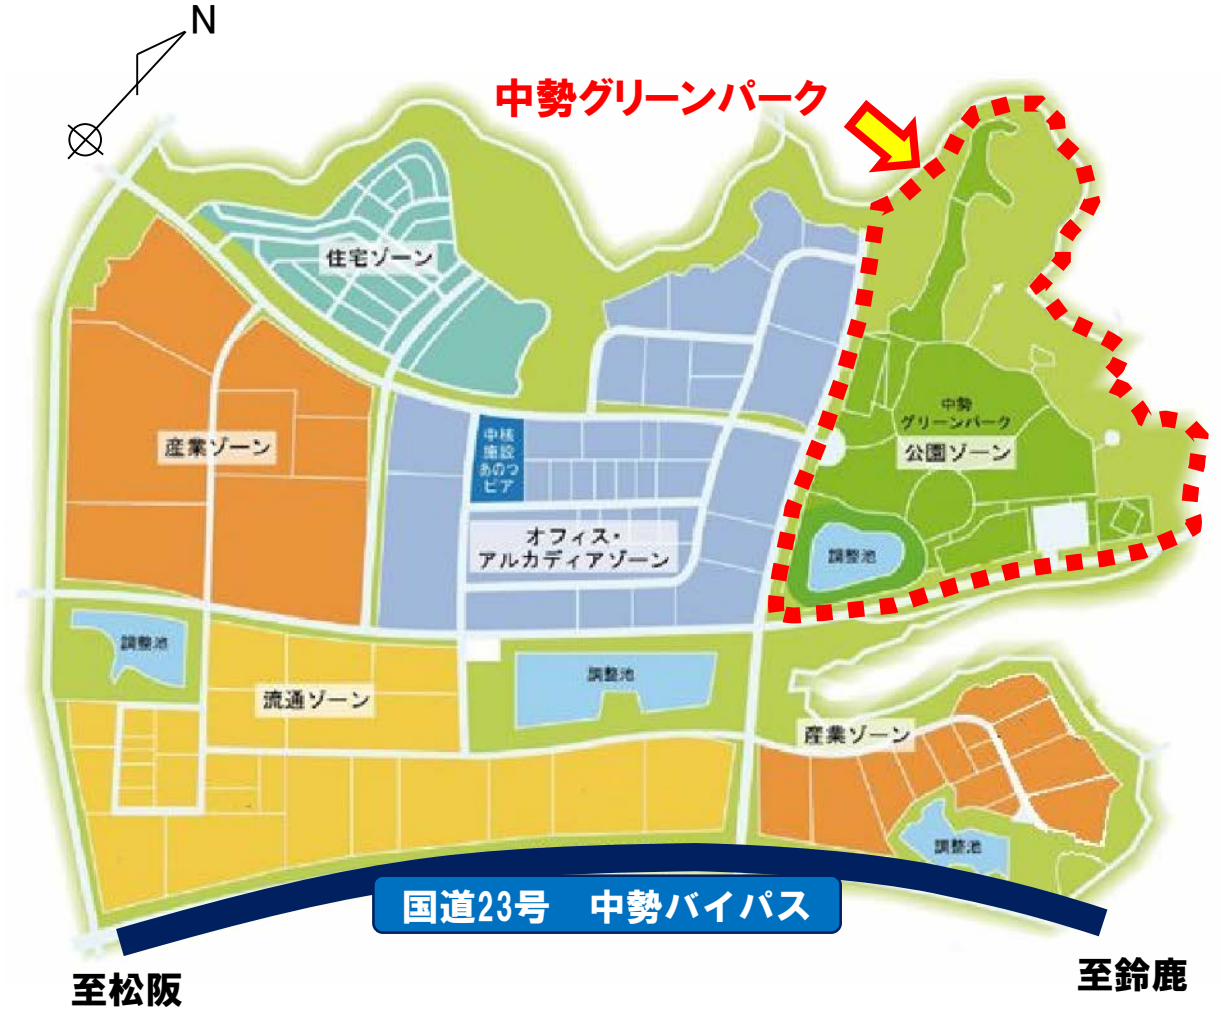 N
中勢グリーンパーク
住宅ゾーン
産業ゾーン
中核
施設
あのつ
ピア
オフィス・
アルカディアゾーン
中勢
グリーンパーク
公園ゾーン
調整池
調整池
調整池
流通ゾーン
産業ゾーン
調整池
国道23号 中勢バイパス
至松阪
至鈴鹿